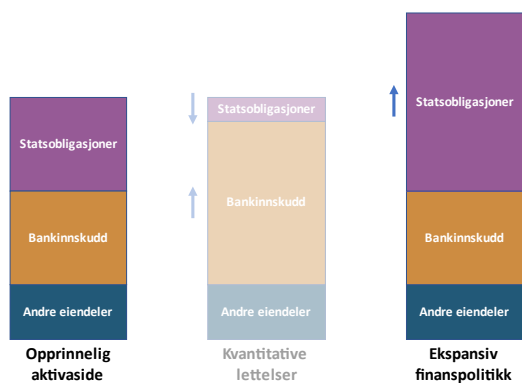 Statsobligasjoner
Bankinnskudd
Andre eiendeler
Opprinnelig
aktivaside
Statsobligasjoner
Bankinnskudd
Andre eiendeler
Kvantitative
lettelser
Statsobligasjoner
Bankinnskudd
Andre eiendeler
Ekspansiv
finanspolitikk